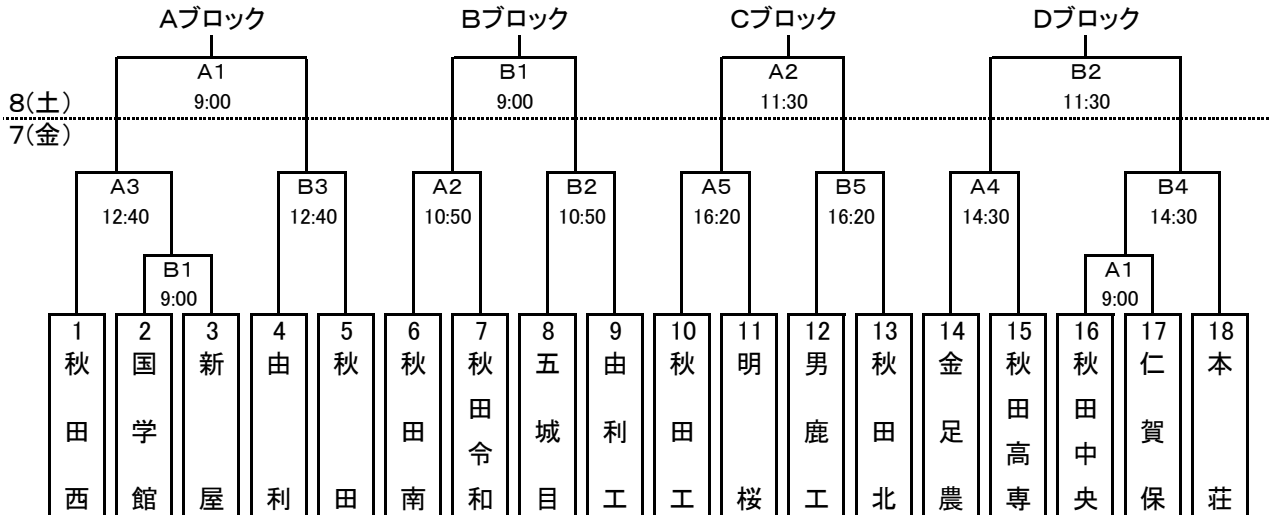 Aブロック Bブロック Cブロック Dブロック
A1 B1 A2 B2
9:00 9:00 11:30 11:30
8(土)
7(金)
A3 B3 A2 B2 A5 B5 A4 B4
12:40 12:40 10:50 10:50 16:20 16:20 14:30 14:30
B1 A1
9:00 9:00
1 2 3 4 5 6 7 8 9 10 11 12 13 14 15 16 17 18
秋田西
国学館
新屋
由利
秋田
秋田南
秋田令和
五城目
由利工
秋田工
明桜
男鹿工
秋田北
金足農
秋田高専
秋田中央
仁賀保
本荘